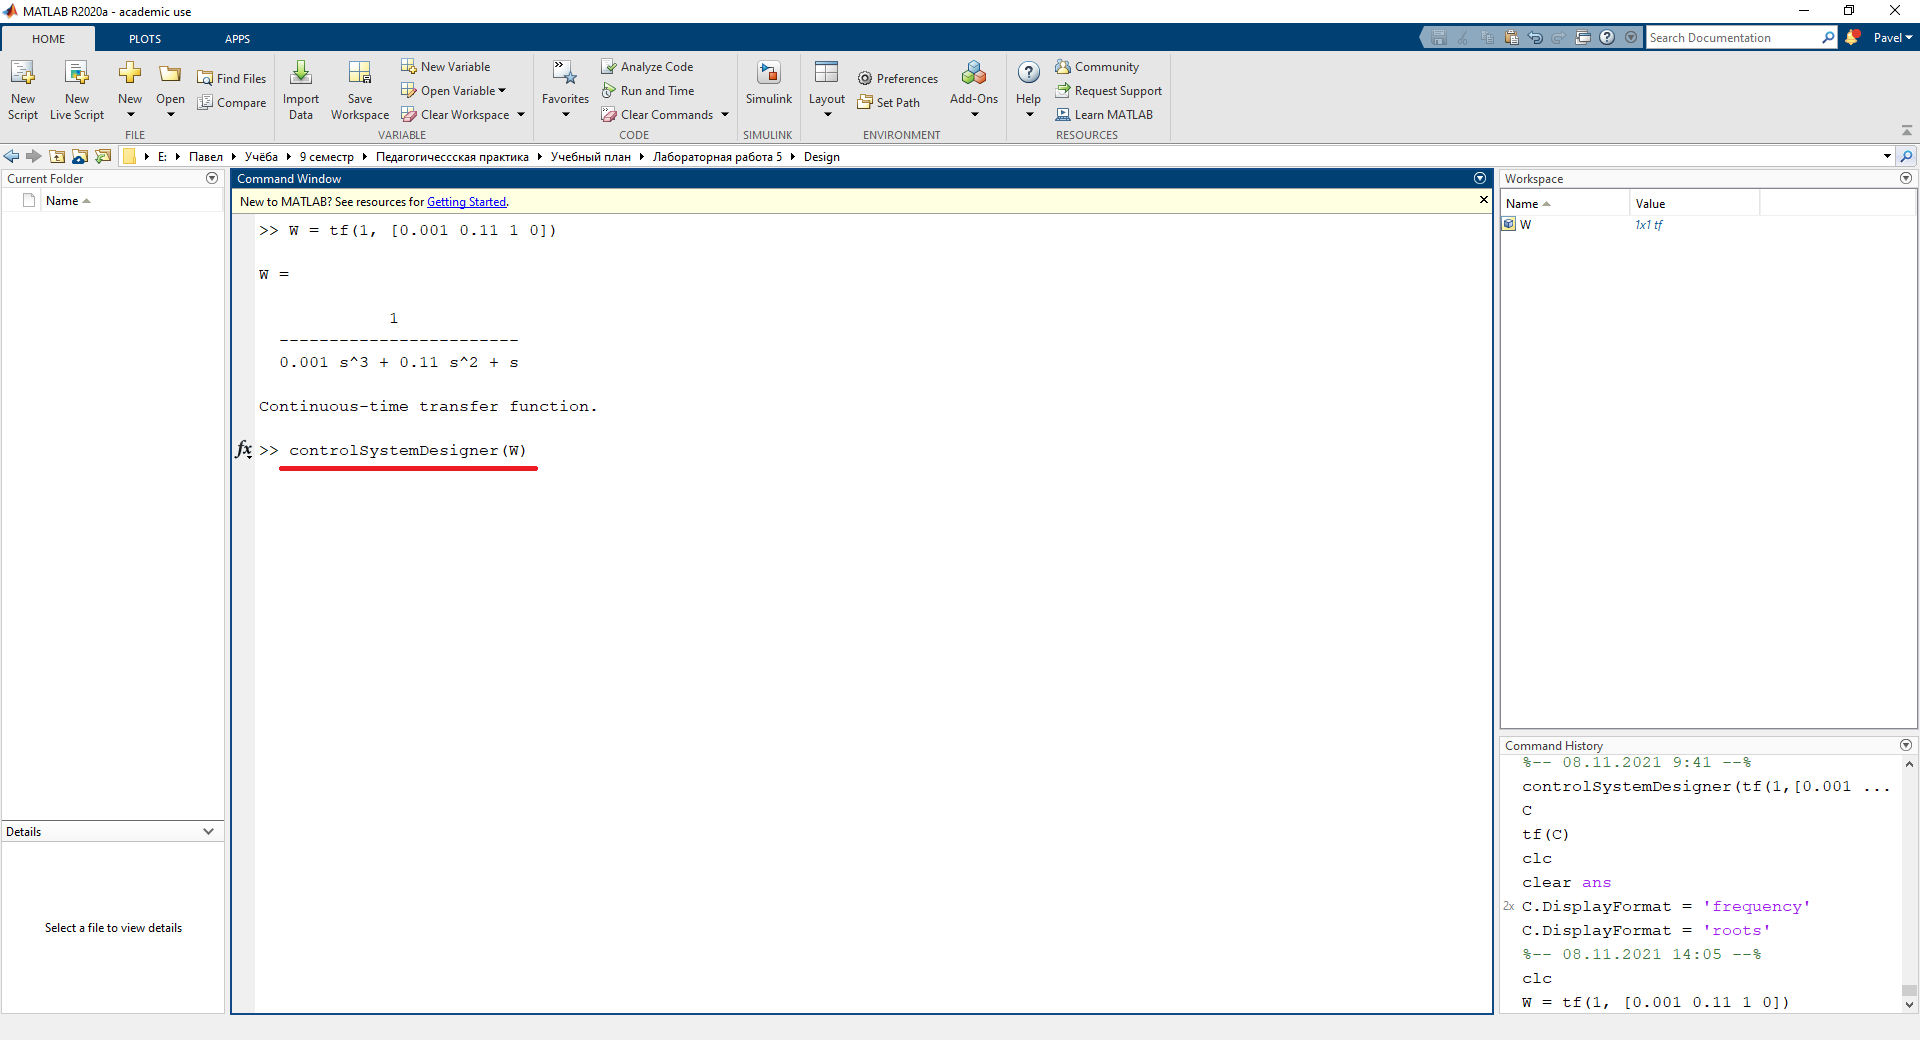 MATLAB R2020a - academic use
HOME PLOTS APPS
Search Documentation
Pavel
New Script
New Live Script
New
Open
Find Files
Compare
FILE
Import Data
Save Workspace
New Variable
Open Variable
Clear Workspace
VARIABLE
Favorites
Analyze Code
Run and Time
Clear Commands
CODE
Simulink
SIMULINK
Layout
Preferences
Set Path
Add-Ons
ENVIRONMENT
Help
Community
Request Support
Learn MATLAB
RESOURCES
E: Павел Учёба 9 семестр Педагогичессская практика Учебный план Лабораторная работа 5 Design
Current Folder
Name
Details
Select a file to view details
Command Window
New to MATLAB? See resources for Getting Started.
>> W = tf(1, [0.001 0.11 1 0])
W =
1
------------------------
0.001 s^3 + 0.11 s^2 + s
Continuous-time transfer function.
fx >> controlSystemDesigner(W)
Workspace
Name Value
W 1x1 tf
Command History
%-- 08.11.2021 9:41 --%
controlSystemDesigner(tf(1,[0.001 ...
C
tf(C)
clc
clear ans
2x C.DisplayFormat = 'frequency'
C.DisplayFormat = 'roots'
%-- 08.11.2021 14:05 --%
clc
W = tf(1, [0.001 0.11 1 0])